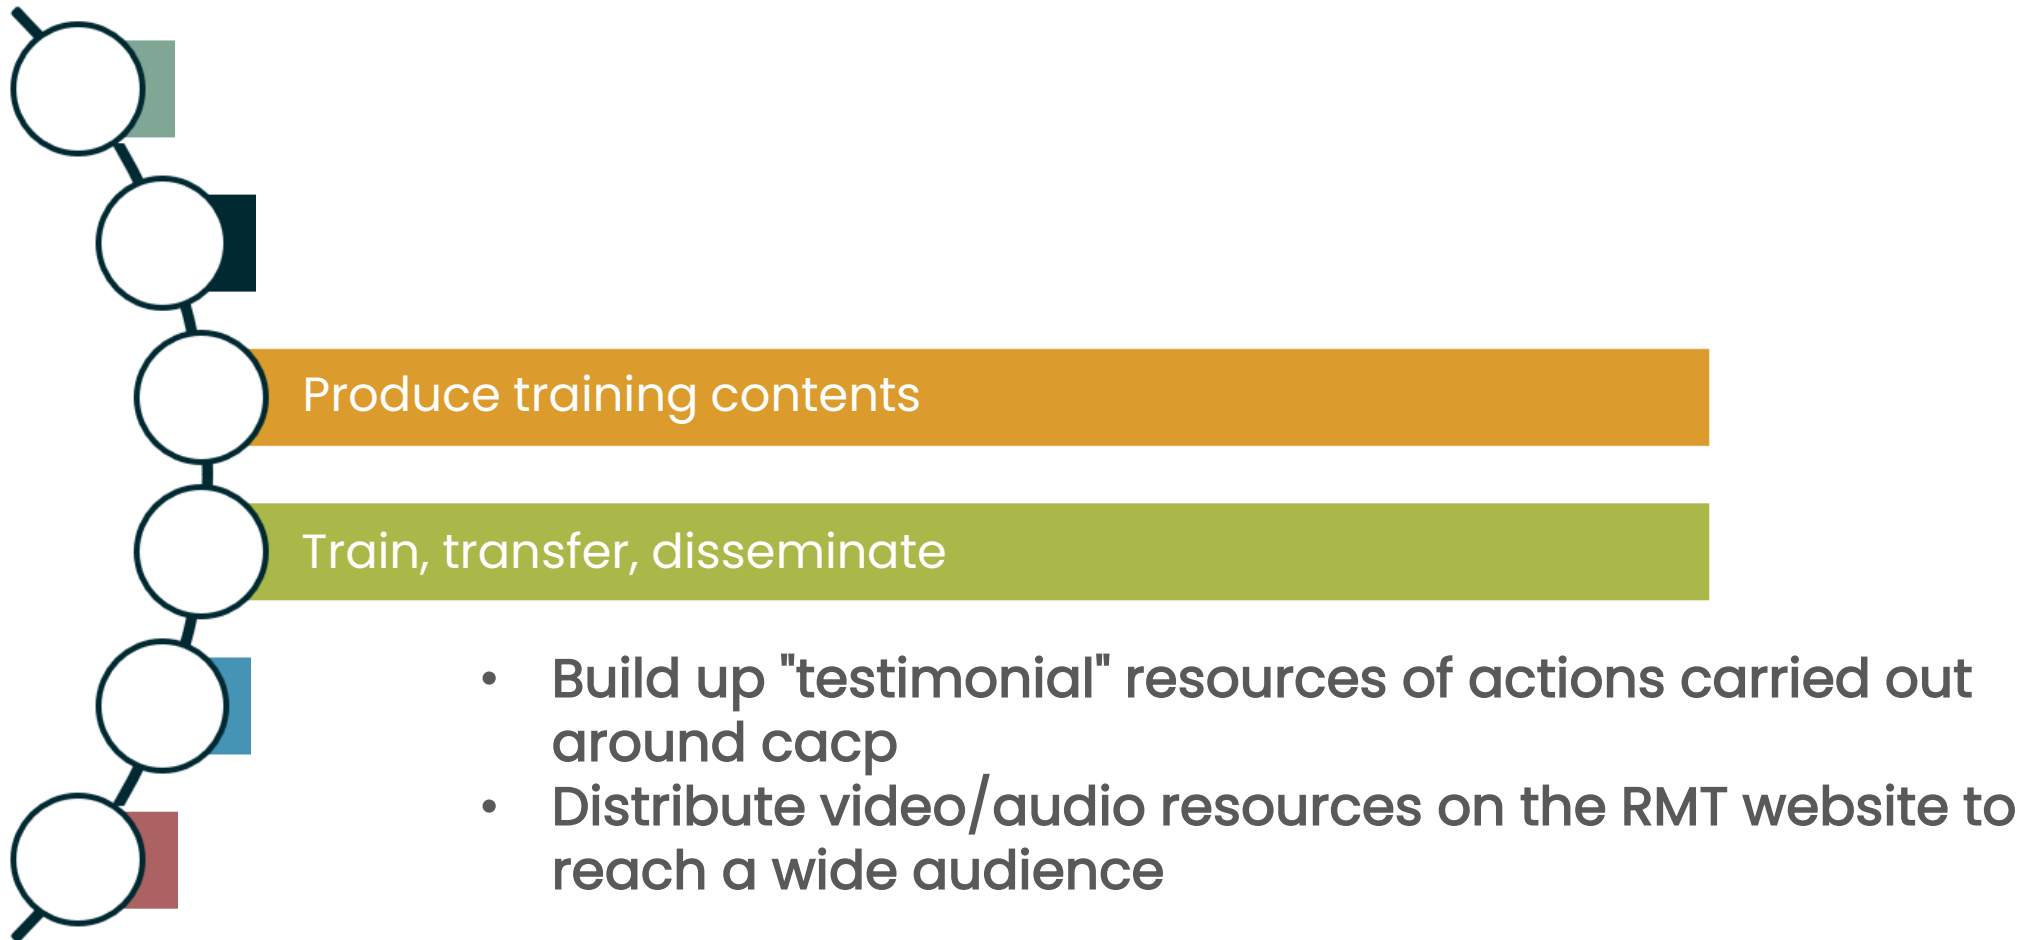 Produce training contents
Train, transfer, disseminate
• Build up "testimonial" resources of actions carried out
around cacp
• Distribute video/audio resources on the RMT website to
reach a wide audience